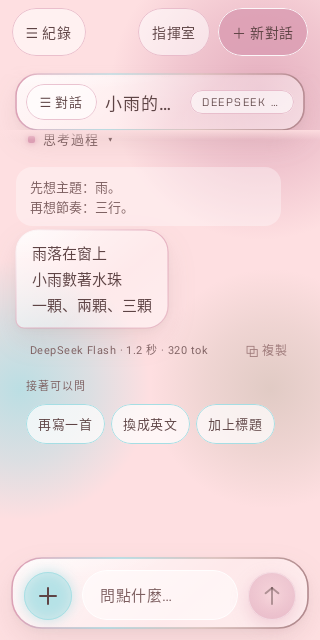 ☰ 紀錄
指揮室
＋ 新對話
☰ 對話
小雨的…
DEEPSEEK …
思考過程 ▾
先想主題：雨。
再想節奏：三行。
雨落在窗上
小雨數著水珠
一顆、兩顆、三顆
DeepSeek Flash · 1.2 秒 · 320 tok
複製
接著可以問
再寫一首
換成英文
加上標題
問點什麼…